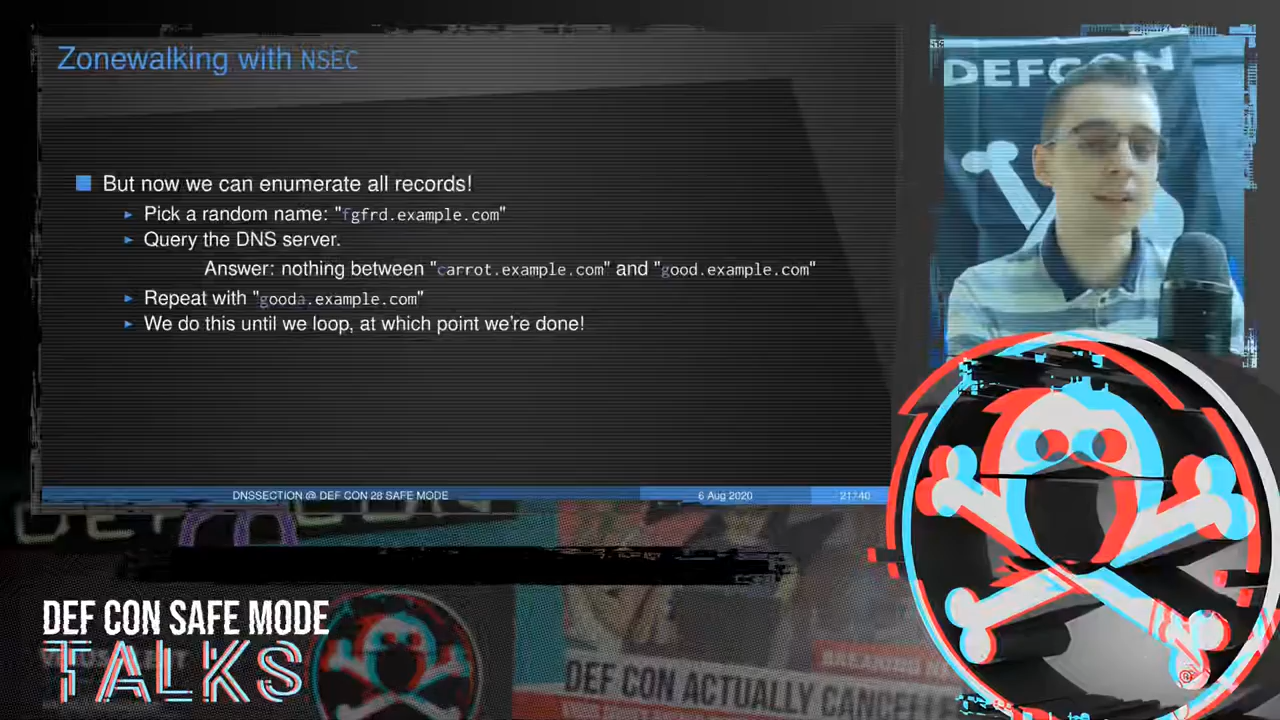 Zonewalking with NSEC
But now we can enumerate all records!
Pick a random name: "fgfrd.example.com"
Query the DNS server.
Answer: nothing between "carrot.example.com" and "good.example.com"
Repeat with "gooda.example.com"
We do this until we loop, at which point we're done!
DNSSECTION @ DEF CON 28 SAFE MODE
6 Aug 2020
21/40
DEFCON
DEF CON
DEF CON SAFE MODE
TALKS
BREAKING
DEF CON ACTUALLY